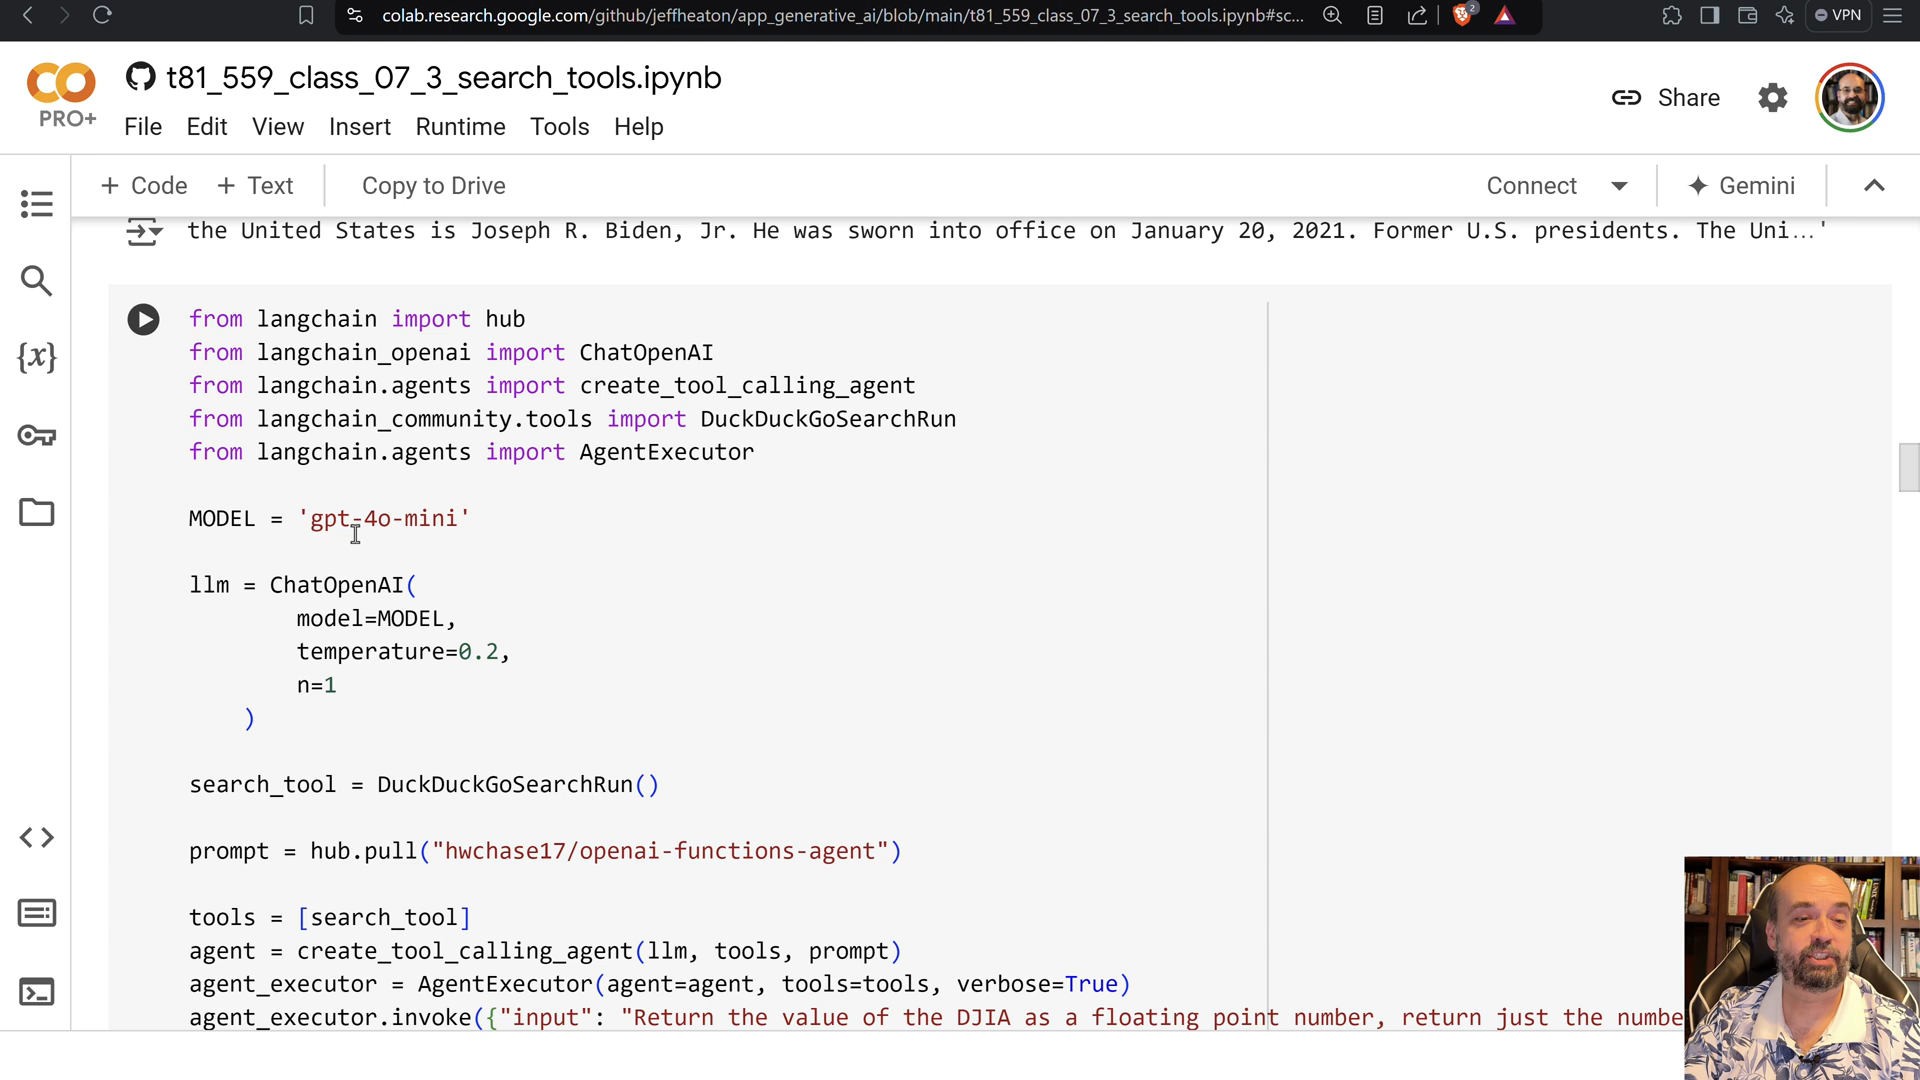 colab.research.google.com/github/jeffheaton/app_generative_ai/blob/main/t81_559_class_07_3_search_tools.ipynb#sc...
2
VPN
CO
PRO+
t81_559_class_07_3_search_tools.ipynb
Share
File Edit View Insert Runtime Tools Help
+ Code + Text Copy to Drive Connect Gemini
the United States is Joseph R. Biden, Jr. He was sworn into office on January 20, 2021. Former U.S. presidents. The Uni...'
{x}
from langchain import hub
from langchain_openai import ChatOpenAI
from langchain.agents import create_tool_calling_agent
from langchain_community.tools import DuckDuckGoSearchRun
from langchain.agents import AgentExecutor
MODEL = 'gpt-4o-mini'
llm = ChatOpenAI(
model=MODEL,
temperature=0.2,
n=1
)
search_tool = DuckDuckGoSearchRun()
prompt = hub.pull("hwchase17/openai-functions-agent")
tools = [search_tool]
agent = create_tool_calling_agent(llm, tools, prompt)
agent_executor = AgentExecutor(agent=agent, tools=tools, verbose=True)
agent_executor.invoke({"input": "Return the value of the DJIA as a floating point number, return just the numbe